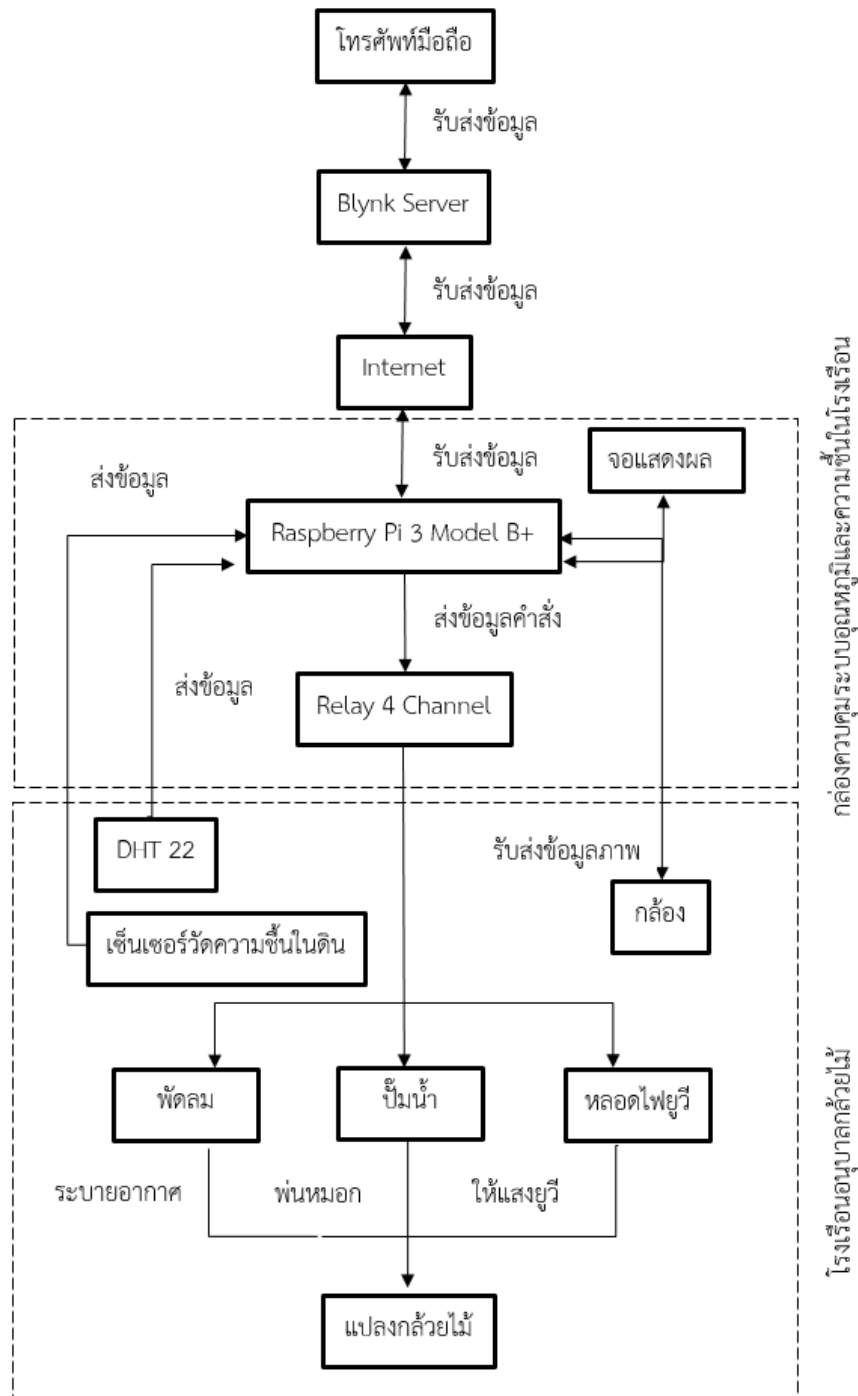 โทรศัพท์มือถือ
รับส่งข้อมูล
Blynk Server
รับส่งข้อมูล
Internet
รับส่งข้อมูล
จอแสดงผล
ส่งข้อมูล
Raspberry Pi 3 Model B+
ส่งข้อมูลคำสั่ง
ส่งข้อมูล
Relay 4 Channel
กล่องควบคุมระบบอุณหภูมิและความชื้นในโรงเรือน
DHT 22
รับส่งข้อมูลภาพ
กล้อง
เซ็นเซอร์วัดความชื้นในดิน
พัดลม
ปั๊มน้ำ
หลอดไฟยูวี
ระบายอากาศ
พ่นหมอก
ให้แสงยูวี
แปลงกล้วยไม้
โรงเรือนอนุบาลกล้วยไม้